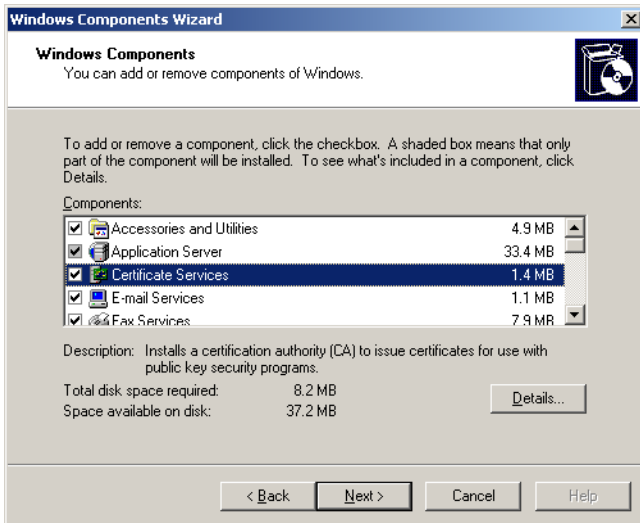 Windows Components Wizard
Windows Components
You can add or remove components of Windows.
To add or remove a component, click the checkbox. A shaded box means that only
part of the component will be installed. To see what's included in a component, click
Details.
Components:
Accessories and Utilities 4.9 MB
Application Server 33.4 MB
Certificate Services 1.4 MB
E-mail Services 1.1 MB
Fax Services 7.9 MB
Description: Installs a certification authority (CA) to issue certificates for use with
public key security programs.
Total disk space required: 8.2 MB
Space available on disk: 37.2 MB
Details...
< Back Next > Cancel Help